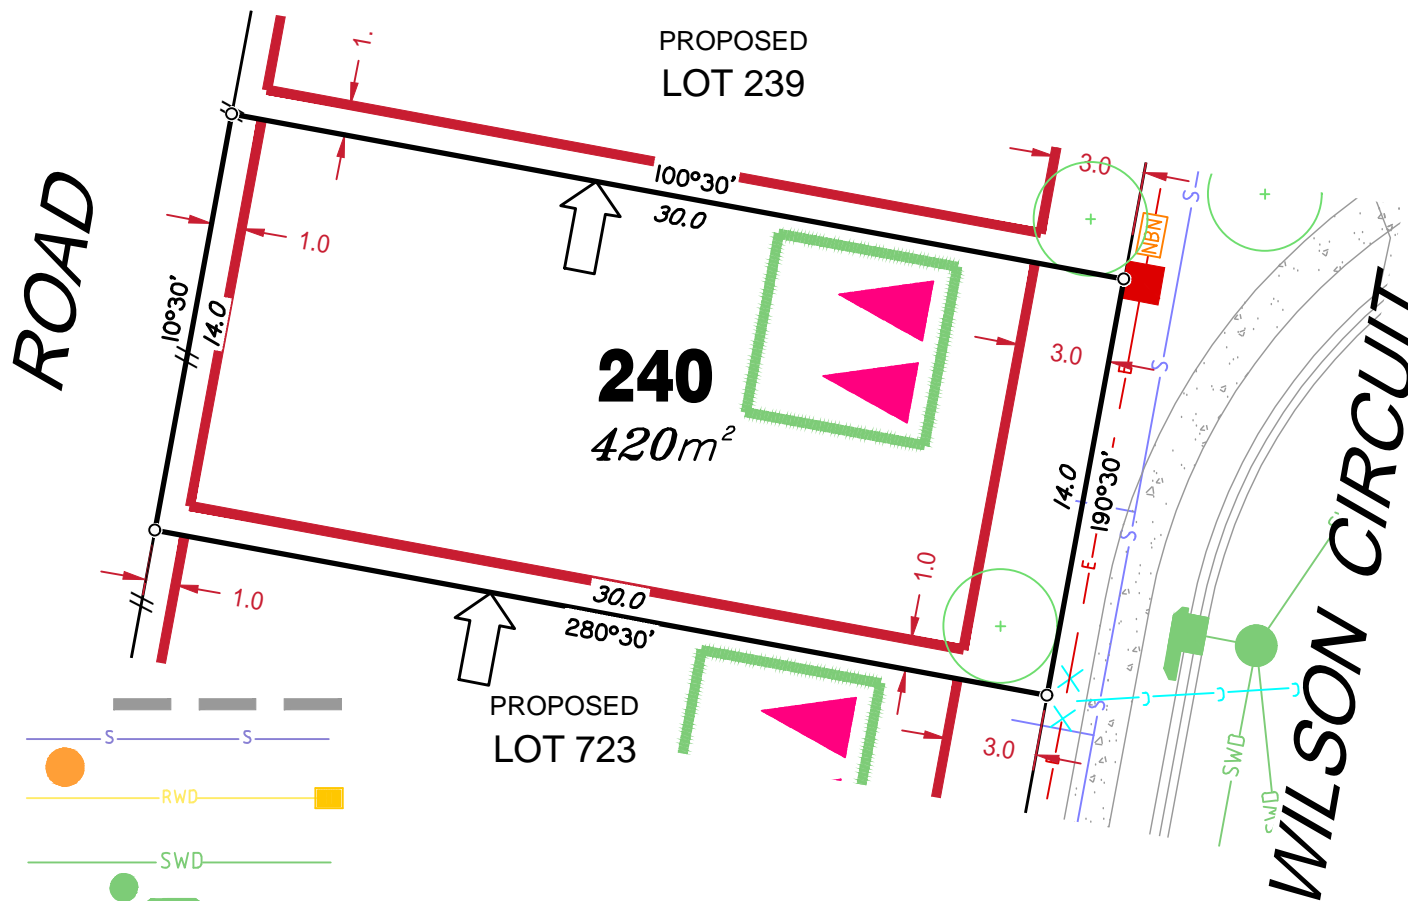 PROPOSED
LOT 239
1.
100°30'
30.0
3.0
NBN
S
ROAD
1.0
10°30'
14.0
240
420m²
3.0
E
S
14.0
190°30'
S
E
WILSON CIRCUIT
1.0
30.0
280°30'
1.0
PROPOSED
LOT 723
3.0
S
SWD
SWD
S S
RWD
SWD